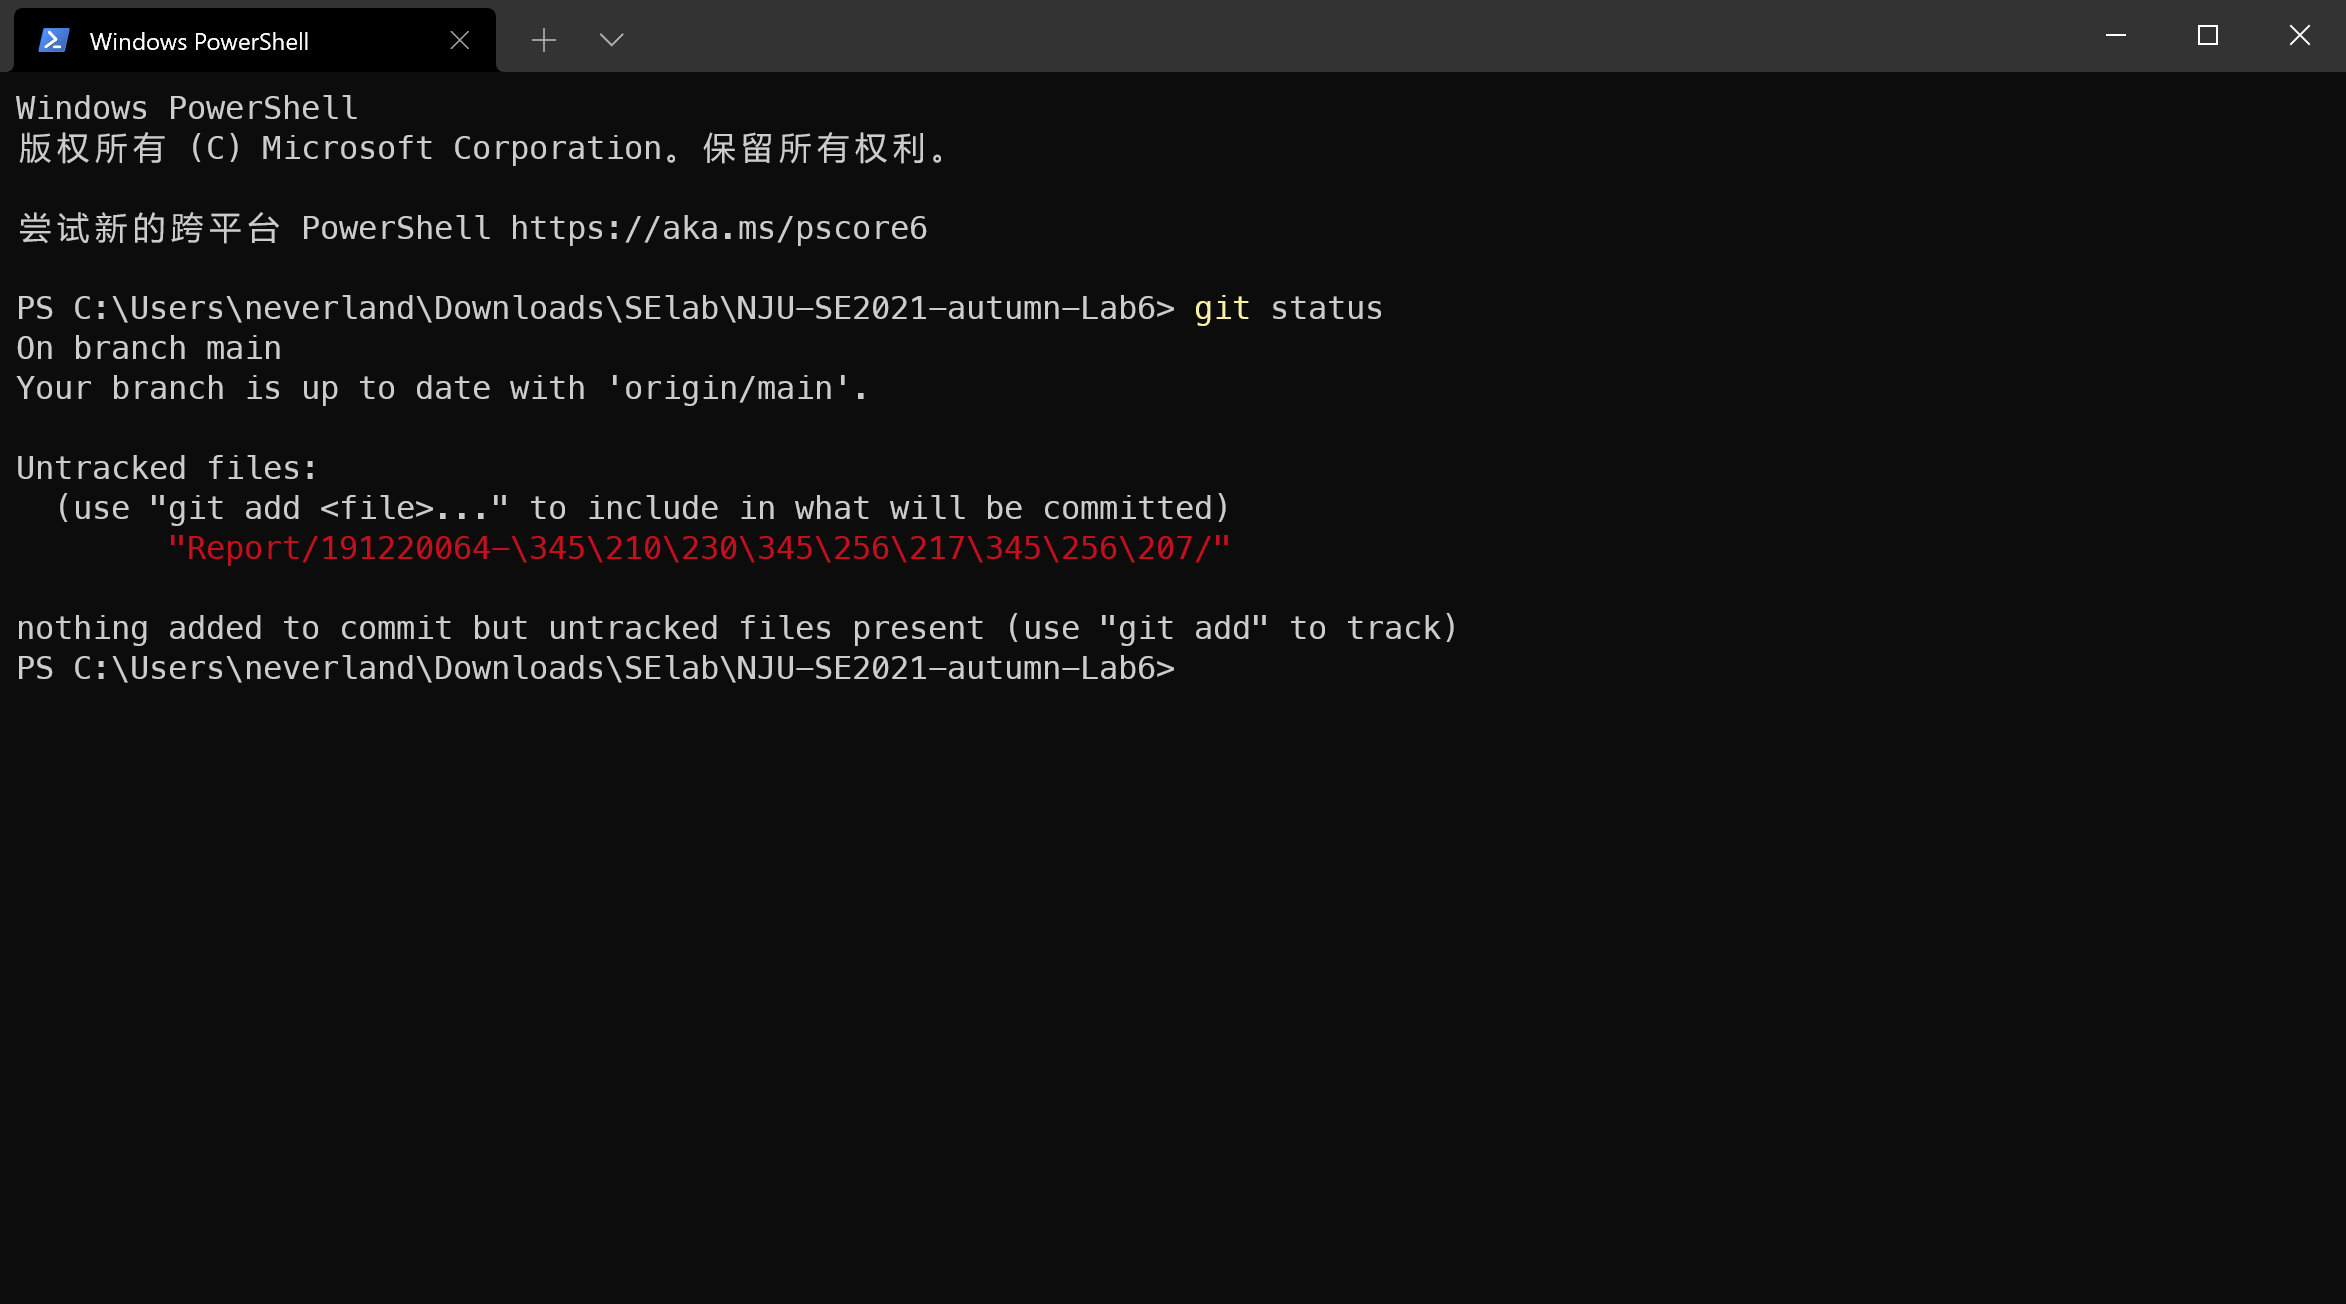 Windows PowerShell
Windows PowerShell
版权所有 (C) Microsoft Corporation。保留所有权利。
尝试新的跨平台 PowerShell https://aka.ms/pscore6
PS C:\Users\neverland\Downloads\SElab\NJU-SE2021-autumn-Lab6> git status
On branch main
Your branch is up to date with 'origin/main'.
Untracked files:
  (use "git add <file>..." to include in what will be committed)
        "Report/191220064-\345\210\230\345\256\217\345\256\207/"
nothing added to commit but untracked files present (use "git add" to track)
PS C:\Users\neverland\Downloads\SElab\NJU-SE2021-autumn-Lab6>